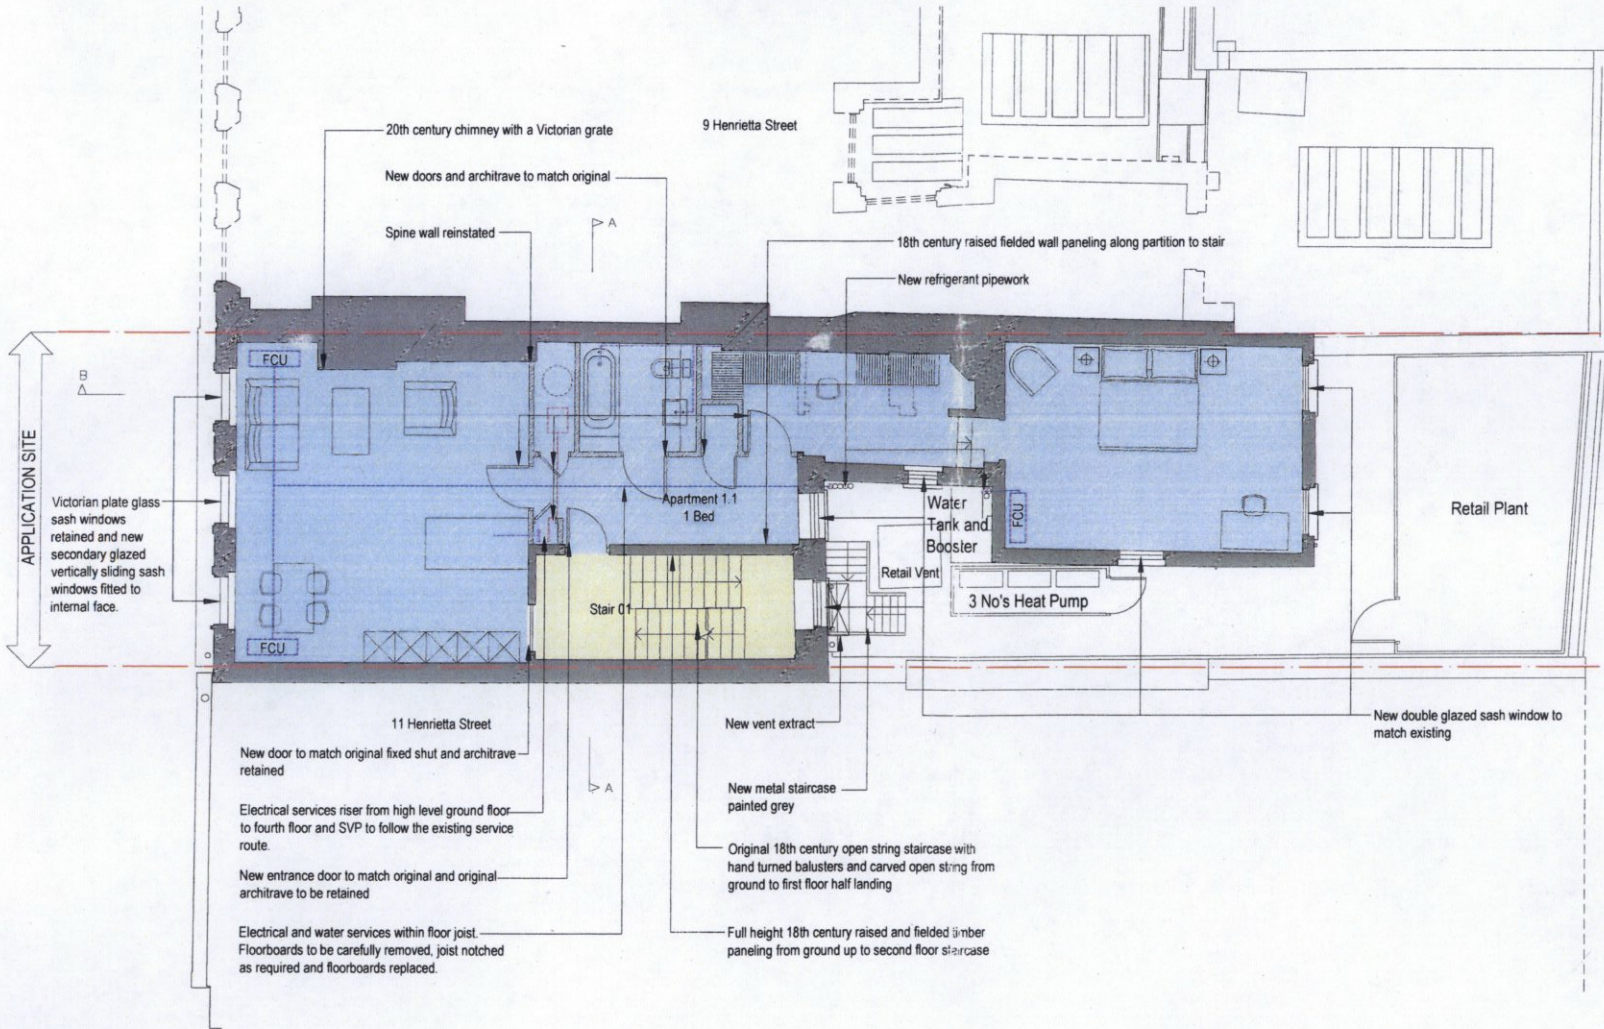 20th century chimney with a Victorian grate
9 Henrietta Street
New doors and architrave to match original
A
Spine wall reinstated
18th century raised fielded wall paneling along partition to stair
New refrigerant pipework
FCU
B
APPLICATION SITE
Victorian plate glass
sash windows
retained and new
secondary glazed
vertically sliding sash
windows fitted to
internal face.
Apartment 1.1
1 Bed
Water
Tank and
Booster
FCU
Retail Plant
Retail Vent
Stair 01
3 No's Heat Pump
FCU
11 Henrietta Street
New vent extract
New double glazed sash window to
match existing
New door to match original fixed shut and architrave
retained
A
New metal staircase
painted grey
Electrical services riser from high level ground floor
to fourth floor and SVP to follow the existing service
route.
Original 18th century open string staircase with
hand turned balusters and carved open string from
ground to first floor half landing
New entrance door to match original and original
architrave to be retained
Electrical and water services within floor joist.
Floorboards to be carefully removed, joist notched
as required and floorboards replaced.
Full height 18th century raised and fielded timber
paneling from ground up to second floor staircase